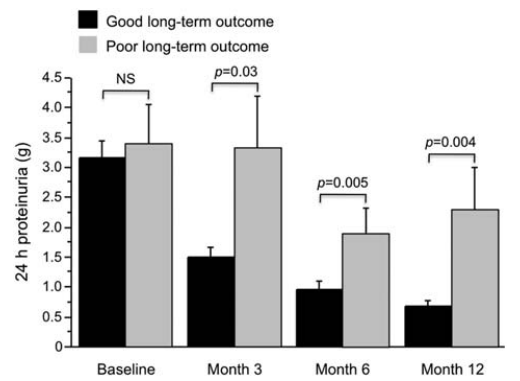 Good long-term outcome
Poor long-term outcome
24 h proteinuria (g)
4.5
4.0
3.5
3.0
2.5
2.0
1.5
1.0
0.5
0
NS
p=0.03
p=0.005
p=0.004
Baseline
Month 3
Month 6
Month 12